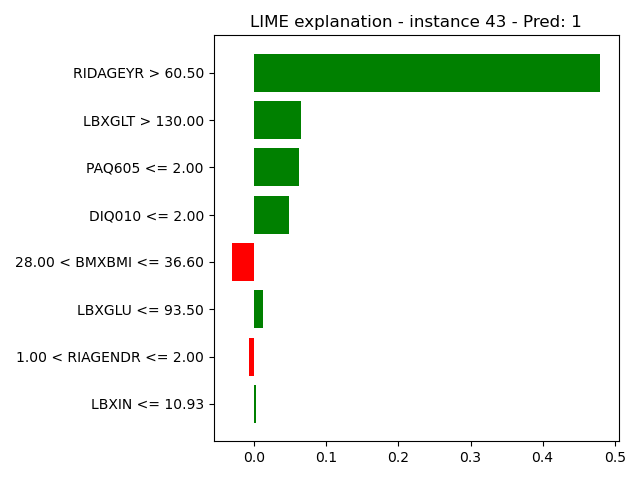 LIME explanation - instance 43 - Pred: 1
RIDAGEYR > 60.50
LBXGLT > 130.00
PAQ605 <= 2.00
DIQ010 <= 2.00
28.00 < BMXBMI <= 36.60
LBXGLU <= 93.50
1.00 < RIAGENDR <= 2.00
LBXIN <= 10.93
0.0 0.1 0.2 0.3 0.4 0.5